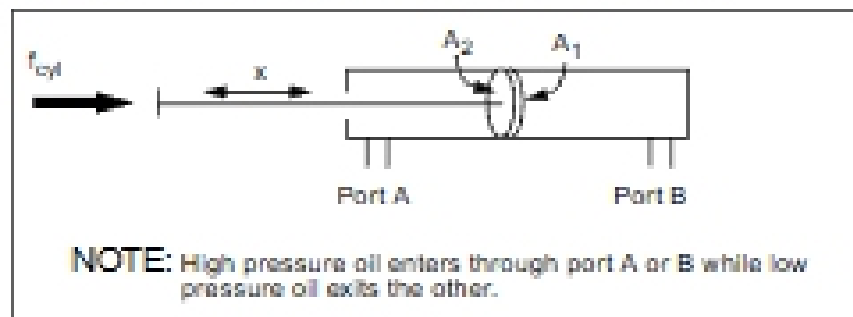 f_cyl
x
A_2
A_1
Port A
Port B
NOTE: High pressure oil enters through port A or B while low
pressure oil exits the other.